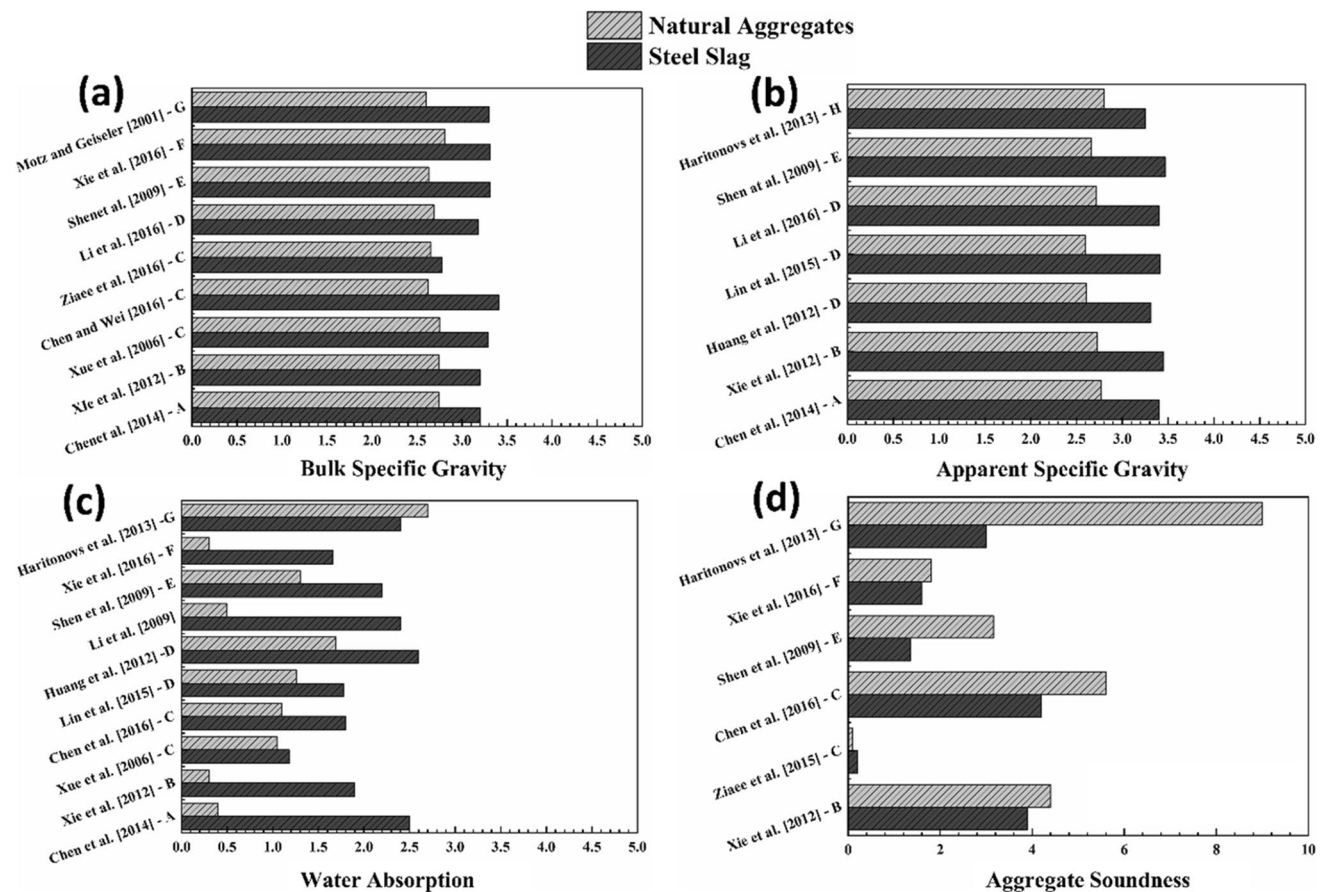 Natural Aggregates
Steel Slag
(a)
Motz and Geiseler [2001] - G
Xie et al. [2016] - F
Shenet al. [2009] - E
Li et al. [2016] - D
Ziaee et al. [2016] - C
Chen and Wei [2016] - C
Xue et al. [2006] - C
XIe et al. [2012] - B
Chenet al. [2014] - A
0.0 0.5 1.0 1.5 2.0 2.5 3.0 3.5 4.0 4.5 5.0
Bulk Specific Gravity
(b)
Haritonovs et al. [2013] - H
Shen at al. [2009] - E
Li et al. [2016] - D
Lin et al. [2015] - D
Huang et al. [2012] - D
Xie et al. [2012] - B
Chen et al. [2014] - A
0.0 0.5 1.0 1.5 2.0 2.5 3.0 3.5 4.0 4.5 5.0
Apparent Specific Gravity
(c)
Haritonovs et al. [2013] -G
Xie et al. [2016] - F
Shen et al. [2009] - E
Li et al. [2009]
Huang et al. [2012] -D
Lin et al. [2015] - D
Chen et al. [2016] - C
Xue et al. [2006] - C
Xie et al. [2012] - B
Chen et al. [2014] - A
0.0 0.5 1.0 1.5 2.0 2.5 3.0 3.5 4.0 4.5 5.0
Water Absorption
(d)
Haritonovs et al. [2013] - G
Xie et al. [2016] - F
Shen et al. [2009] - E
Chen et al. [2016] - C
Ziaee et al. [2015] - C
Xie et al. [2012] - B
0 2 4 6 8 10
Aggregate Soundness